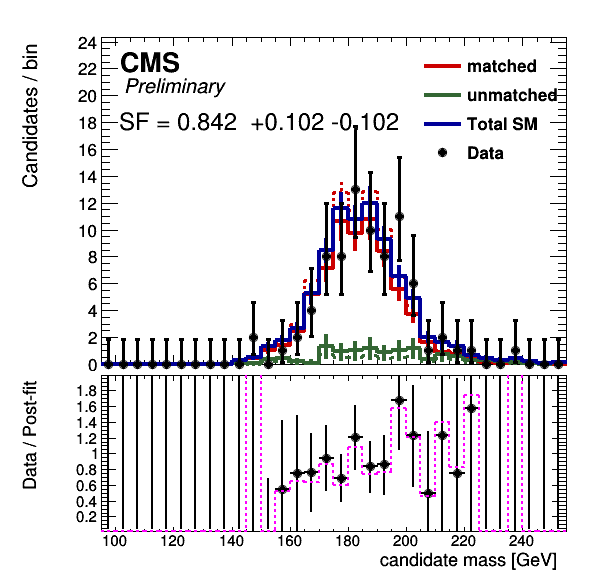 24
22
20
18
16
14
12
10
8
6
4
2
0
Candidates / bin
CMS
Preliminary
SF = 0.842 +0.102 -0.102
matched
unmatched
Total SM
Data
1.8
1.6
1.4
1.2
1
0.8
0.6
0.4
0.2
Data / Post-fit
100 120 140 160 180 200 220 240
candidate mass [GeV]